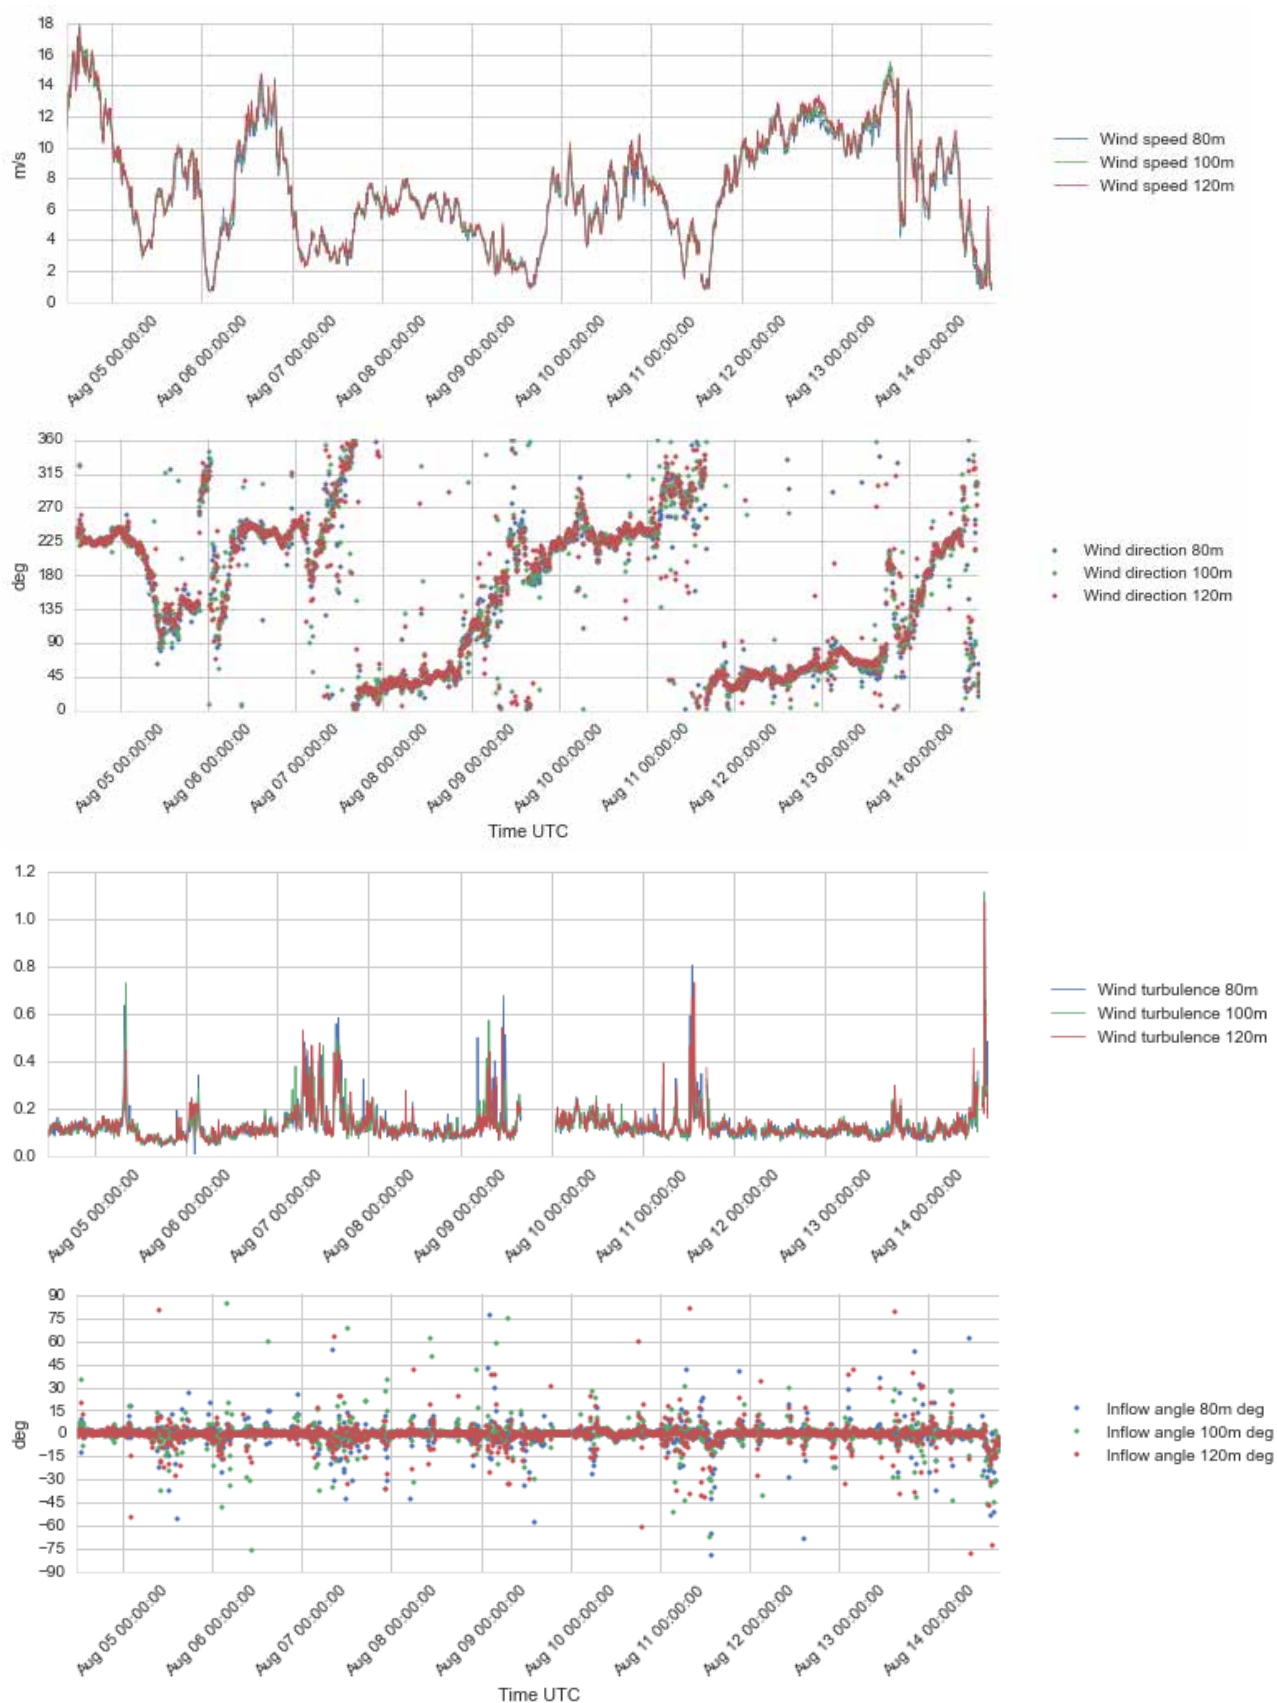 18
16
14
12
10
8
6
4
2
0
m/s
Aug 05 00:00:00
Aug 06 00:00:00
Aug 07 00:00:00
Aug 08 00:00:00
Aug 09 00:00:00
Aug 10 00:00:00
Aug 11 00:00:00
Aug 12 00:00:00
Aug 13 00:00:00
Aug 14 00:00:00
Wind speed 80m
Wind speed 100m
Wind speed 120m
360
315
270
225
180
135
90
45
0
deg
Aug 05 00:00:00
Aug 06 00:00:00
Aug 07 00:00:00
Aug 08 00:00:00
Aug 09 00:00:00
Aug 10 00:00:00
Aug 11 00:00:00
Aug 12 00:00:00
Aug 13 00:00:00
Aug 14 00:00:00
Time UTC
Wind direction 80m
Wind direction 100m
Wind direction 120m
1.2
1.0
0.8
0.6
0.4
0.2
0.0
Aug 05 00:00:00
Aug 06 00:00:00
Aug 07 00:00:00
Aug 08 00:00:00
Aug 09 00:00:00
Aug 10 00:00:00
Aug 11 00:00:00
Aug 12 00:00:00
Aug 13 00:00:00
Aug 14 00:00:00
Wind turbulence 80m
Wind turbulence 100m
Wind turbulence 120m
90
75
60
45
30
15
0
−15
−30
−45
−60
−75
−90
deg
Aug 05 00:00:00
Aug 06 00:00:00
Aug 07 00:00:00
Aug 08 00:00:00
Aug 09 00:00:00
Aug 10 00:00:00
Aug 11 00:00:00
Aug 12 00:00:00
Aug 13 00:00:00
Aug 14 00:00:00
Time UTC
Inflow angle 80m deg
Inflow angle 100m deg
Inflow angle 120m deg